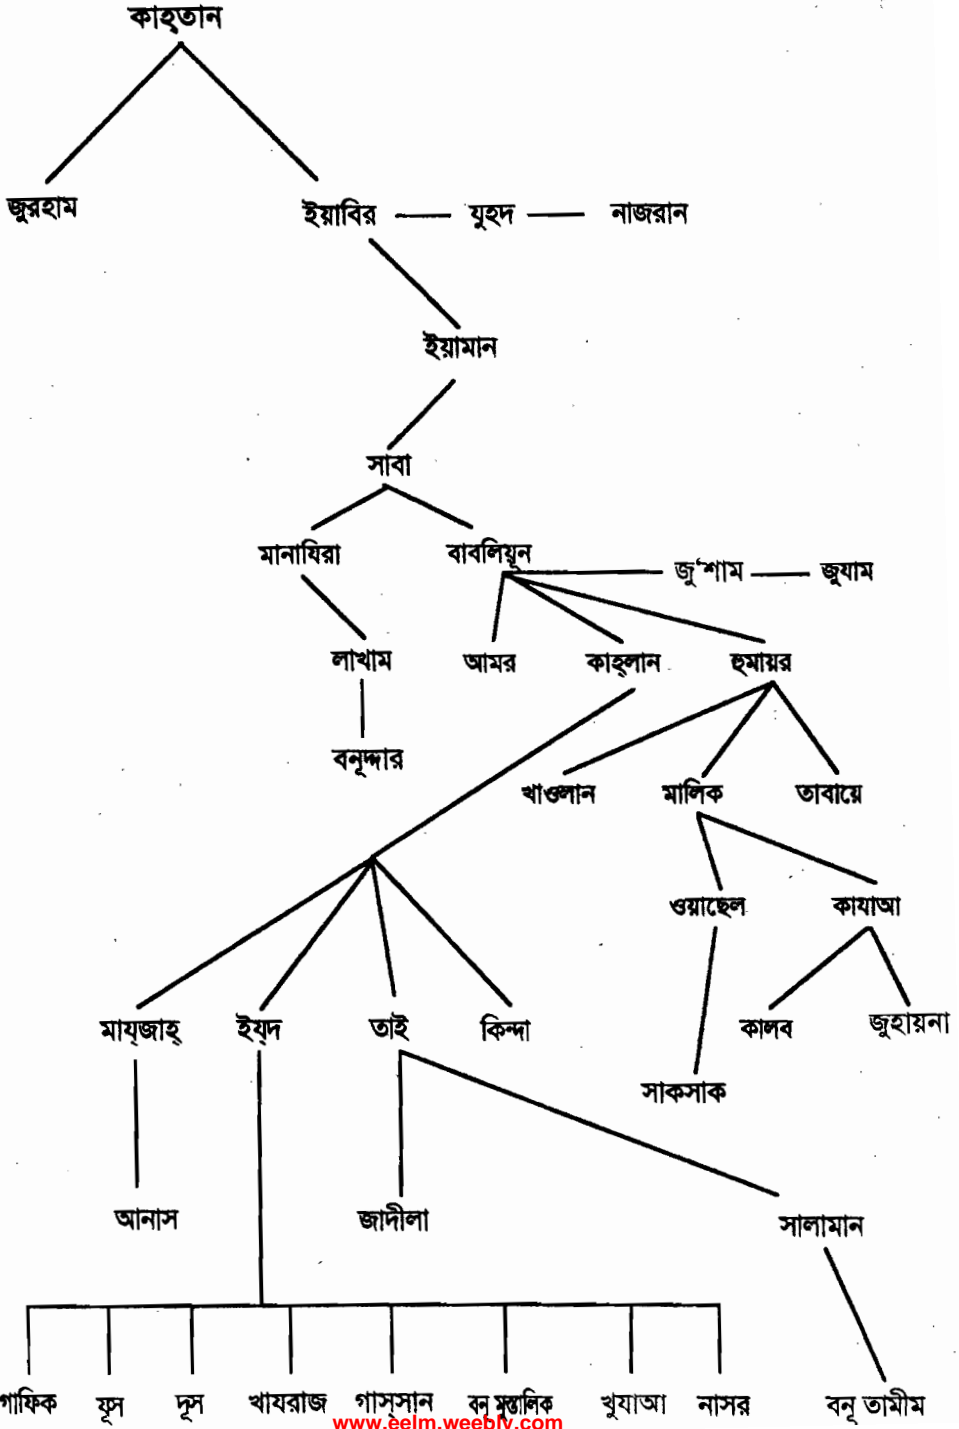 কাহ্‌তান
জুরহাম
ইয়াবির — যুহদ — নাজরান
ইয়ামান
সাবা
মানাযিরা বাবলিয়ূন
জু‘শাম — জুযাম
লাখাম আমর কাহ্‌লান হুমায়র
বনূদ্দার
খাওলান মালিক তাবায়ে
ওয়াছেল কাযাআ
মায্‌জাহ্‌ ইয্‌দ তাই কিন্দা কালব জুহায়না
সাকসাক
আনাস জাদীলা সালামান
গাফিক যূস দূস খাযরাজ গাস্‌সান বনূ মুস্তালিক খুযাআ নাসর বনূ তামীম
www.eelm.weebly.com